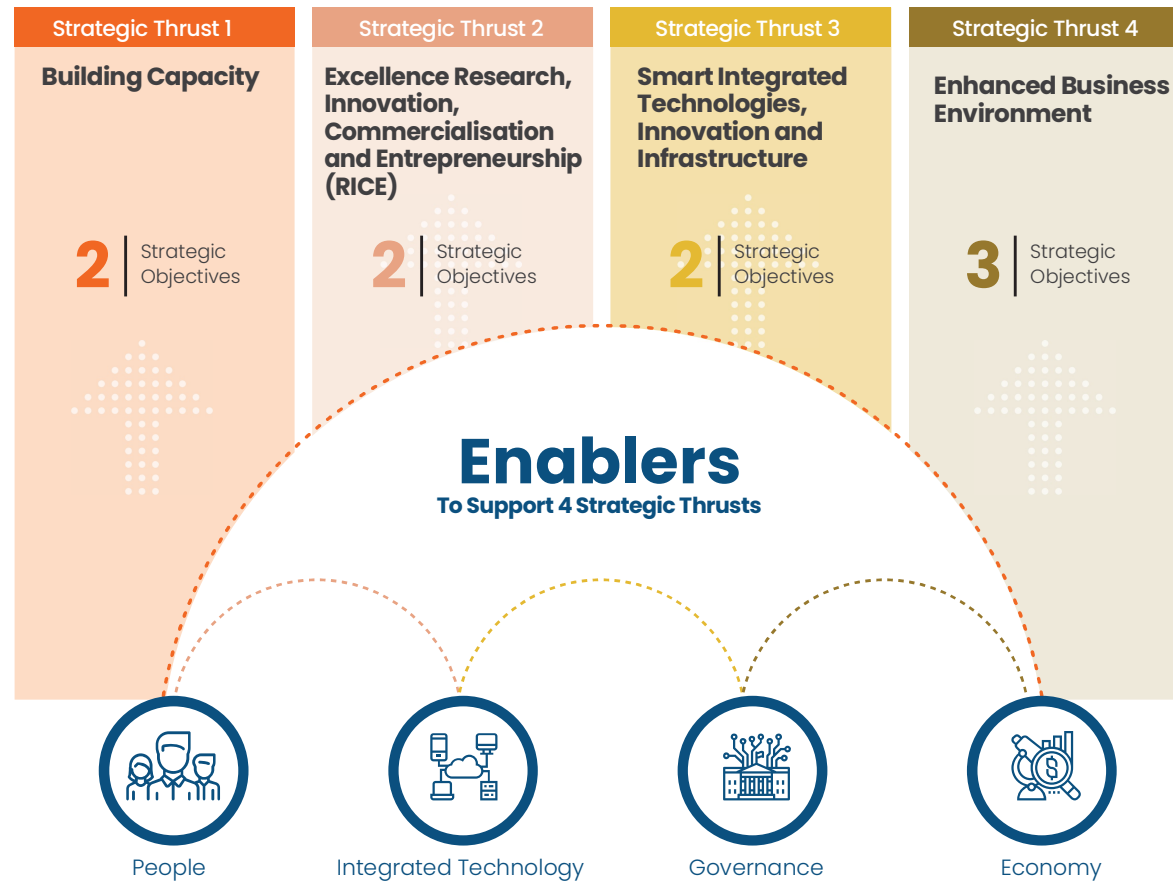 Strategic Thrust 1
Building Capacity
2
Strategic
Objectives
Strategic Thrust 2
Excellence Research,
Innovation,
Commercialisation
and Entrepreneurship
(RICE)
2
Strategic
Objectives
Strategic Thrust 3
Smart Integrated
Technologies,
Innovation and
Infrastructure
2
Strategic
Objectives
Strategic Thrust 4
Enhanced Business
Environment
3
Strategic
Objectives
Enablers
To Support 4 Strategic Thrusts
$
People
Integrated Technology
Governance
Economy